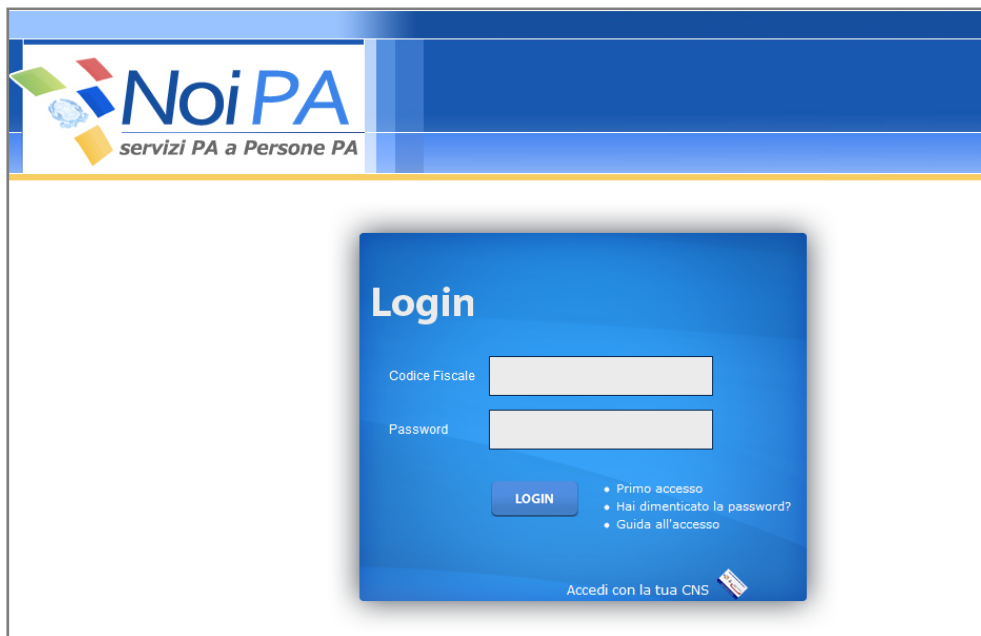 NoiPA
servizi PA a Persone PA
Login
Codice Fiscale
Password
LOGIN
Primo accesso
Hai dimenticato la password?
Guida all'accesso
Accedi con la tua CNS